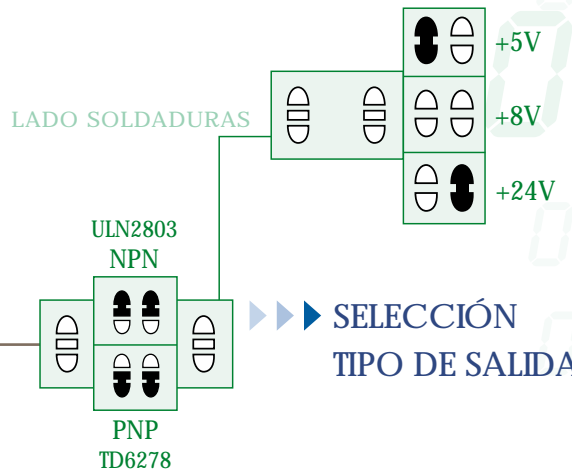 +5V
LADO SOLDADURAS
+8V
+24V
ULN2803
NPN
SELECCIÓN
TIPO DE SALIDA
PNP
TD6278